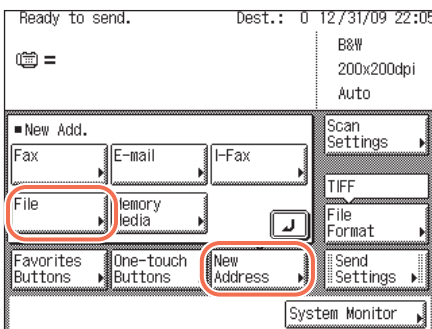 Ready to send. Dest.: 0 12/31/09 22:05
B&W
200x200dpi
Auto
=
■New Add.
Fax E-mail I-Fax
File Memory Media
Scan Settings
TIFF
File Format
Favorites Buttons One-touch Buttons New Address Send Settings
System Monitor